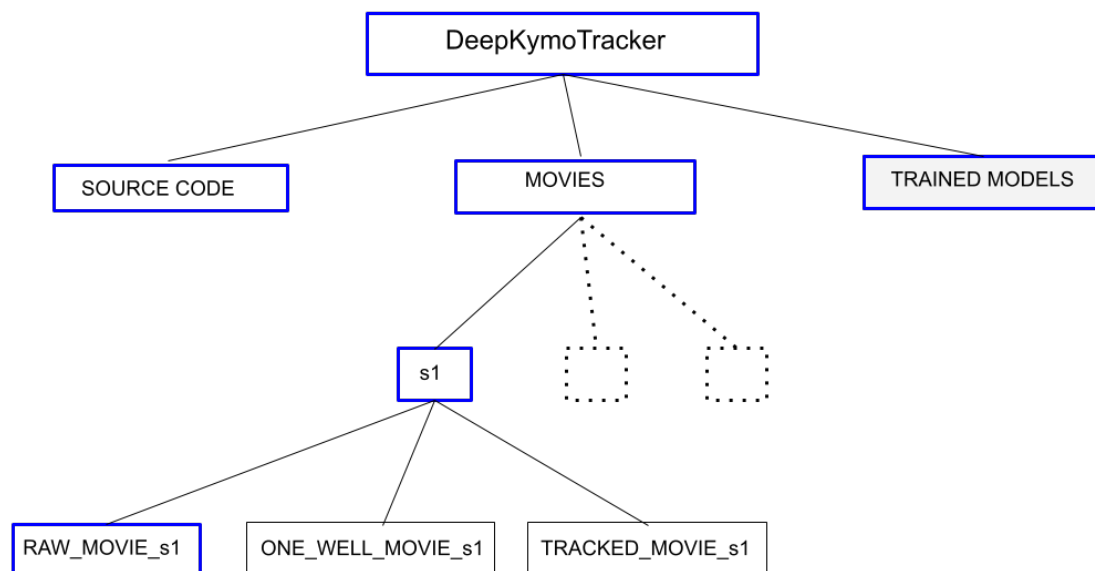 DeepKymoTracker
SOURCE CODE
MOVIES
TRAINED MODELS
s1
RAW_MOVIE_s1
ONE_WELL_MOVIE_s1
TRACKED_MOVIE_s1